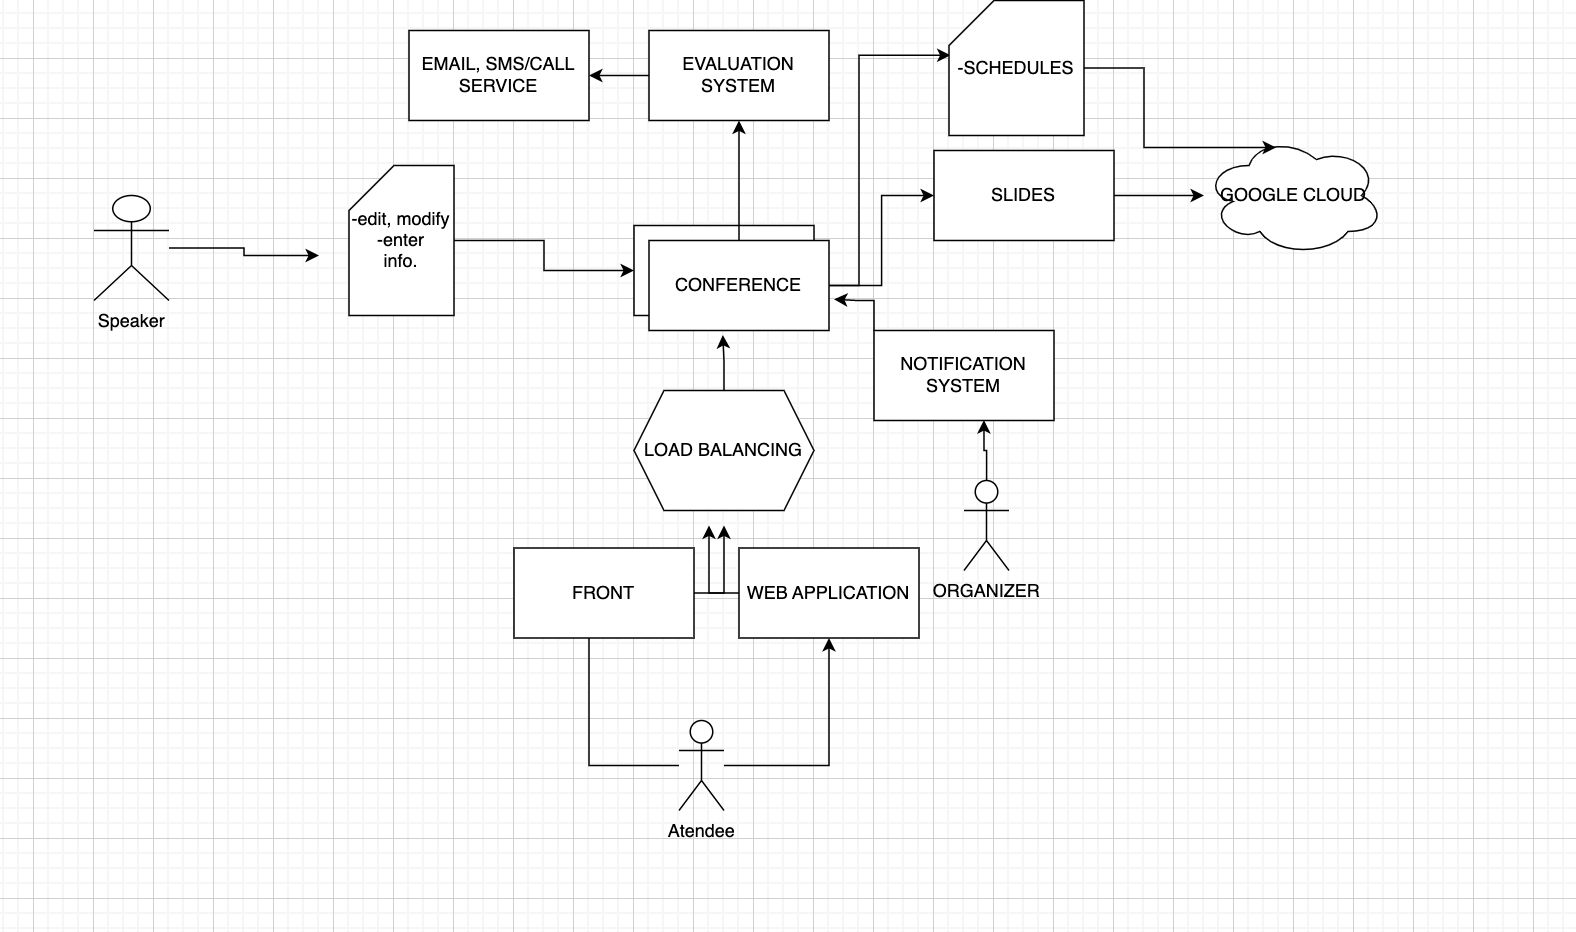 EMAIL, SMS/CALL
SERVICE
EVALUATION
SYSTEM
-SCHEDULES
SLIDES
GOOGLE CLOUD
-edit, modify
-enter
info.
Speaker
CONFERENCE
NOTIFICATION
SYSTEM
LOAD BALANCING
FRONT
WEB APPLICATION
ORGANIZER
Atendee